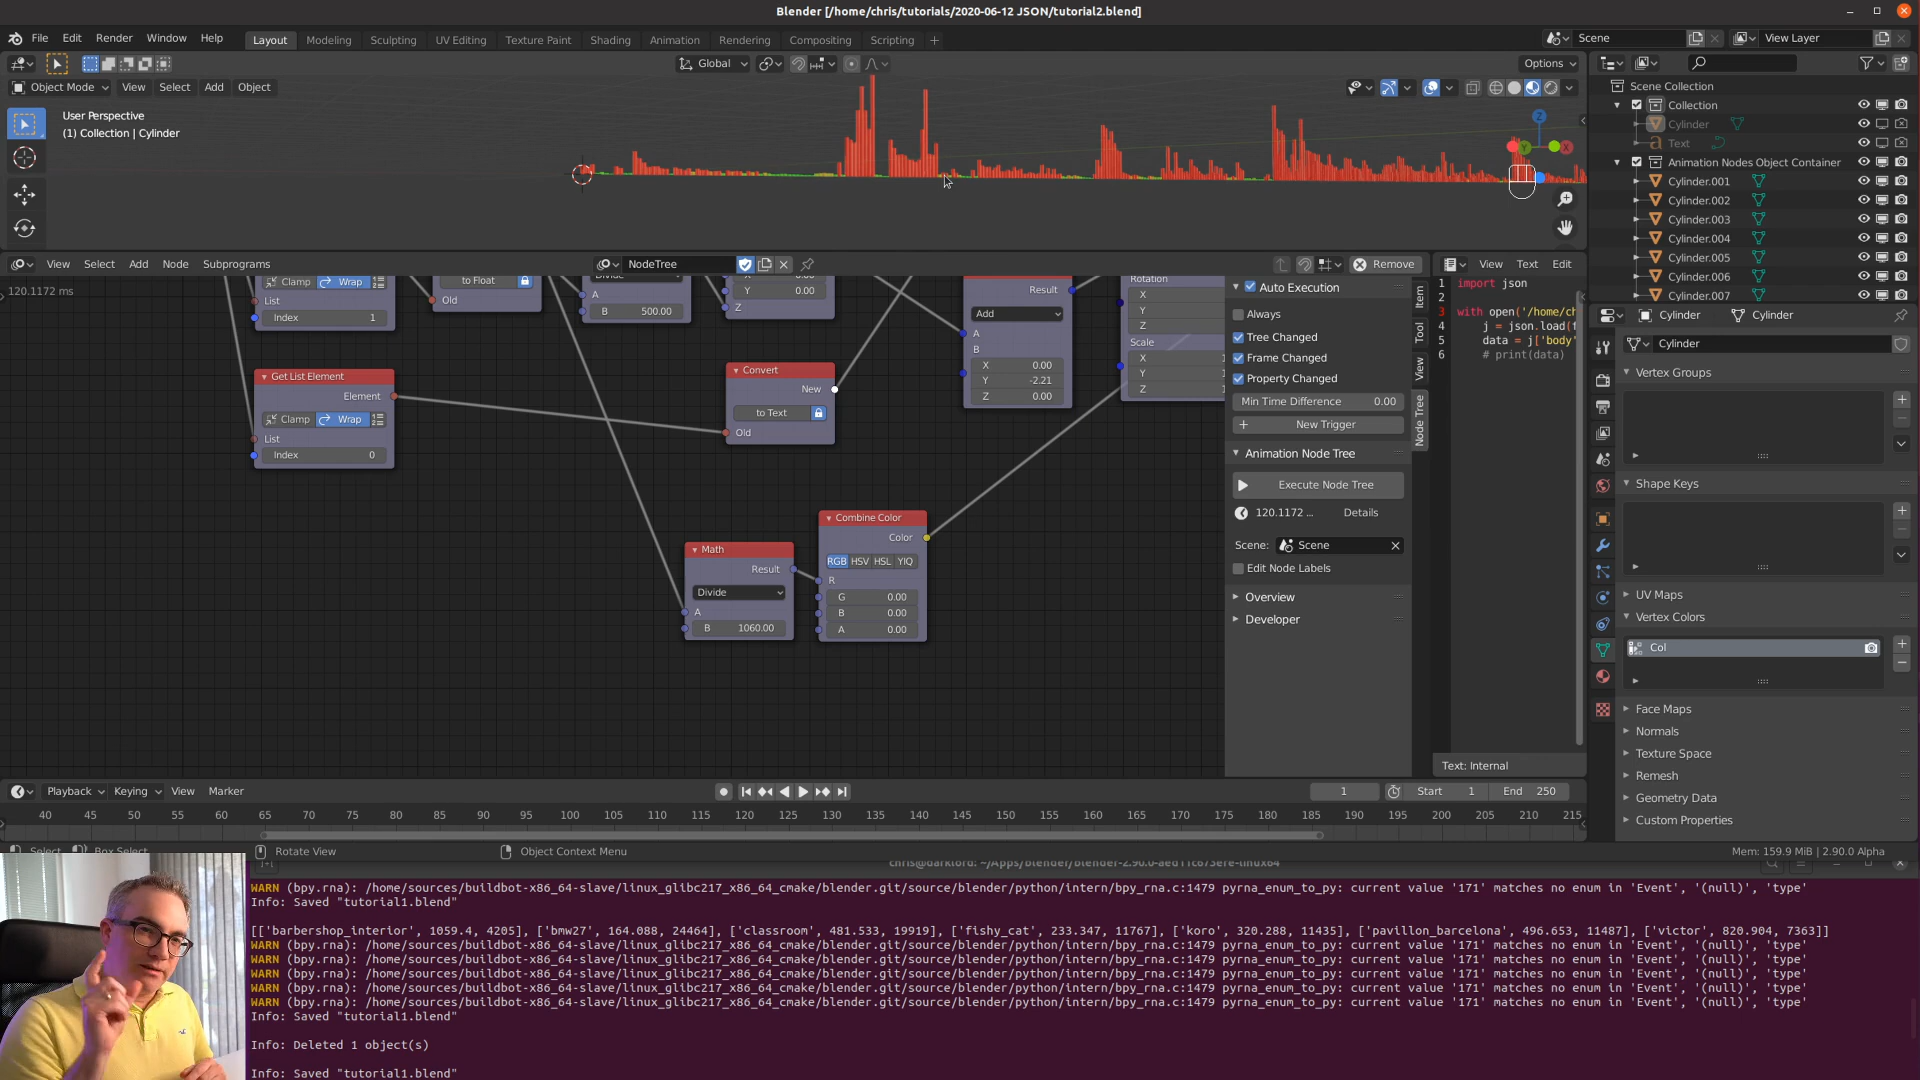 Blender [/home/chris/tutorials/2020-06-12 JSON/tutorial2.blend]
File Edit Render Window Help Layout Modeling Sculpting UV Editing Texture Paint Shading Animation Rendering Compositing Scripting + Scene View Layer
Global Options
Object Mode View Select Add Object
User Perspective
(1) Collection | Cylinder
Z
Y
X
Scene Collection
Collection
Cylinder
Text
Animation Nodes Object Container
Cylinder.001
Cylinder.002
Cylinder.003
Cylinder.004
Cylinder.005
Cylinder.006
Cylinder.007
View Select Add Node Subprograms NodeTree Remove
120.1172 ms
Clamp Wrap
List
Index 1
to Float
Old
A
B 500.00
Y 0.00
Z
Result
Add
A
B
X 0.00
Y -2.21
Z 0.00
Rotation
X
Y
Z
Scale
X
Y
Z
Get List Element
Element
Clamp Wrap
List
Index 0
Convert
New
to Text
Old
Math
Result
Divide
A
B 1060.00
Combine Color
Color
RGB HSV HSL YIQ
R
G 0.00
B 0.00
A 0.00
Auto Execution
Always
Tree Changed
Frame Changed
Property Changed
Min Time Difference 0.00
New Trigger
Animation Node Tree
Execute Node Tree
120.1172 ... Details
Scene: Scene
Edit Node Labels
Overview
Developer
Item
Tool
View
Node Tree
View Text Edit
1 import json
2
3 with open('/home/ch
4 j = json.load(f
5 data = j['body'
6 # print(data)
Text: Internal
Cylinder Cylinder
Cylinder
Vertex Groups
Shape Keys
UV Maps
Vertex Colors
Col
Face Maps
Normals
Texture Space
Remesh
Geometry Data
Custom Properties
Playback Keying View Marker 1 Start 1 End 250
40 45 50 55 60 65 70 75 80 85 90 95 100 105 110 115 120 125 130 135 140 145 150 155 160 165 170 175 180 185 190 195 200 205 210 215
Select Box Select Rotate View Object Context Menu Mem: 159.9 MiB | 2.90.0 Alpha
WARN (bpy.rna): /home/sources/buildbot-x86_64-slave/linux_glibc217_x86_64_cmake/blender.git/source/blender/python/intern/bpy_rna.c:1479 pyrna_enum_to_py: current value '171' matches no enum in 'Event', '(null)', 'type'
Info: Saved "tutorial1.blend"
[['barbershop_interior', 1059.4, 4205], ['bmw27', 164.088, 24464], ['classroom', 481.533, 19919], ['fishy_cat', 233.347, 11767], ['koro', 320.288, 11435], ['pavillon_barcelona', 496.653, 11487], ['victor', 820.904, 7363]]
WARN (bpy.rna): /home/sources/buildbot-x86_64-slave/linux_glibc217_x86_64_cmake/blender.git/source/blender/python/intern/bpy_rna.c:1479 pyrna_enum_to_py: current value '171' matches no enum in 'Event', '(null)', 'type'
WARN (bpy.rna): /home/sources/buildbot-x86_64-slave/linux_glibc217_x86_64_cmake/blender.git/source/blender/python/intern/bpy_rna.c:1479 pyrna_enum_to_py: current value '171' matches no enum in 'Event', '(null)', 'type'
WARN (bpy.rna): /home/sources/buildbot-x86_64-slave/linux_glibc217_x86_64_cmake/blender.git/source/blender/python/intern/bpy_rna.c:1479 pyrna_enum_to_py: current value '171' matches no enum in 'Event', '(null)', 'type'
WARN (bpy.rna): /home/sources/buildbot-x86_64-slave/linux_glibc217_x86_64_cmake/blender.git/source/blender/python/intern/bpy_rna.c:1479 pyrna_enum_to_py: current value '171' matches no enum in 'Event', '(null)', 'type'
WARN (bpy.rna): /home/sources/buildbot-x86_64-slave/linux_glibc217_x86_64_cmake/blender.git/source/blender/python/intern/bpy_rna.c:1479 pyrna_enum_to_py: current value '171' matches no enum in 'Event', '(null)', 'type'
Info: Saved "tutorial1.blend"
Info: Deleted 1 object(s)
Info: Saved "tutorial1.blend"